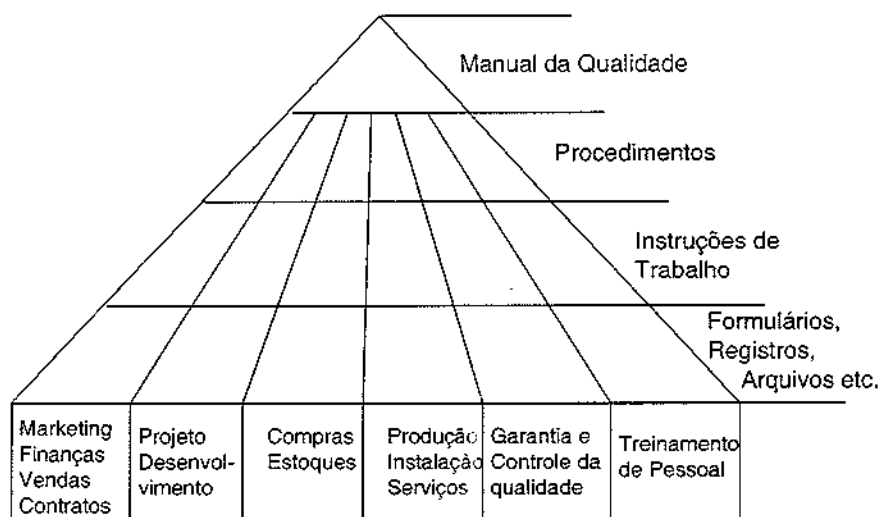 Manual da Qualidade
Procedimentos
Instruções de
Trabalho
Formulários,
Registros,
Arquivos etc.
Marketing
Finanças
Vendas
Contratos
Projeto
Desenvol-
vimento
Compras
Estoques
Produção
Instalação
Serviços
Garantia e
Controle da
qualidade
Treinamento
de Pessoal